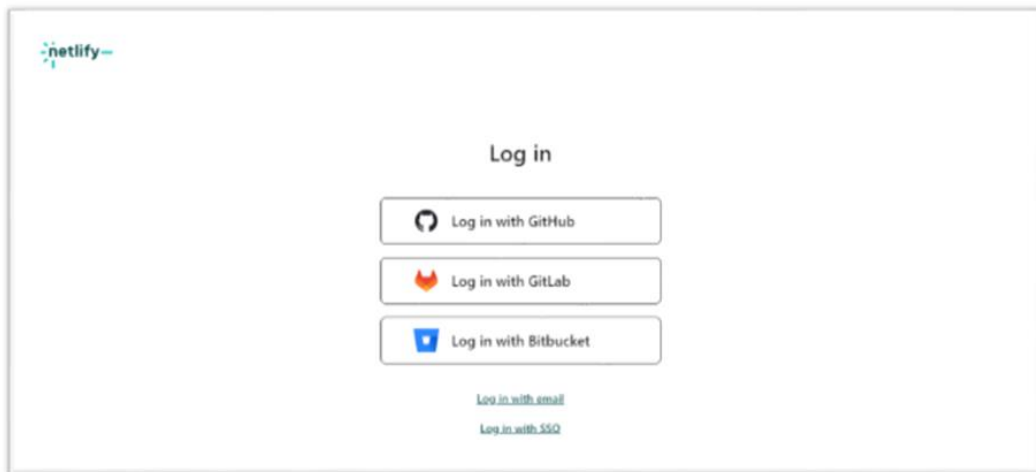 netlify
Log in
Log in with GitHub
Log in with GitLab
Log in with Bitbucket
Log in with email
Log in with SSO